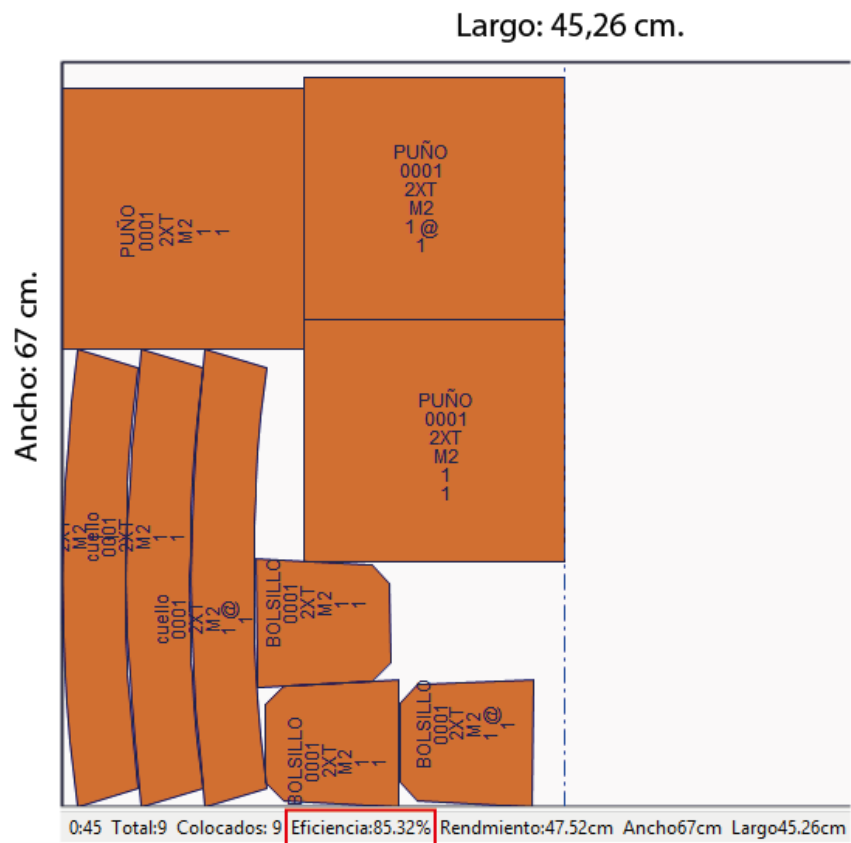 Largo: 45,26 cm.
Ancho: 67 cm.
PUÑO
0001
2XT
M2
1
1
PUÑO
0001
2XT
M2
1 @
1
PUÑO
0001
2XT
M2
1
1
2XT
M2
cuello
0001
2XT
M2
1
1
cuello
0001
2XT
M2
1 @
1
BOLSILLO
0001
2XT
M2
1
1
BOLSILLO
0001
2XT
M2
1
1
BOLSILLO
0001
2XT
M2
1 @
1
0:45 Total:9 Colocados: 9 Eficiencia:85.32% Rendmiento:47.52cm Ancho67cm Largo45.26cm